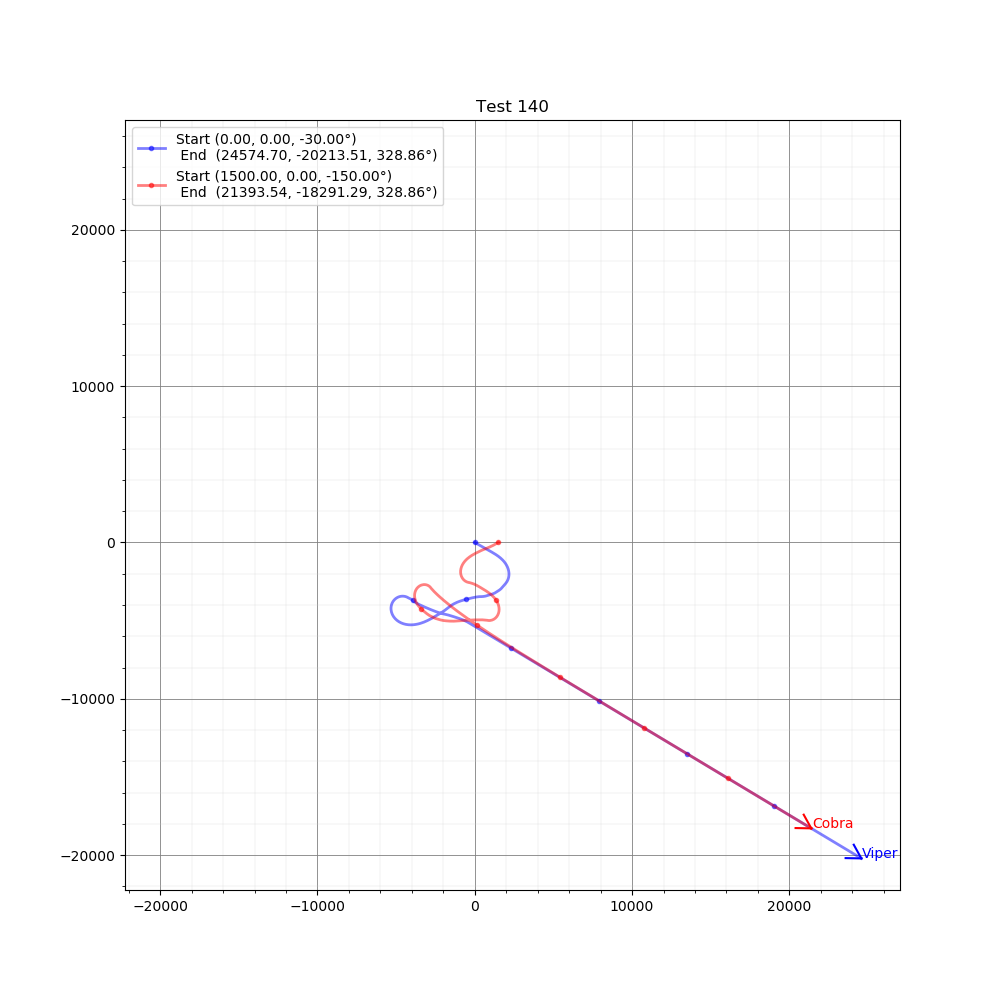 Test 140
Start (0.00, 0.00, -30.00°)
End  (24574.70, -20213.51, 328.86°)
Start (1500.00, 0.00, -150.00°)
End  (21393.54, -18291.29, 328.86°)
20000
10000
0
−10000
−20000
Cobra
Viper
−20000
−10000
0
10000
20000